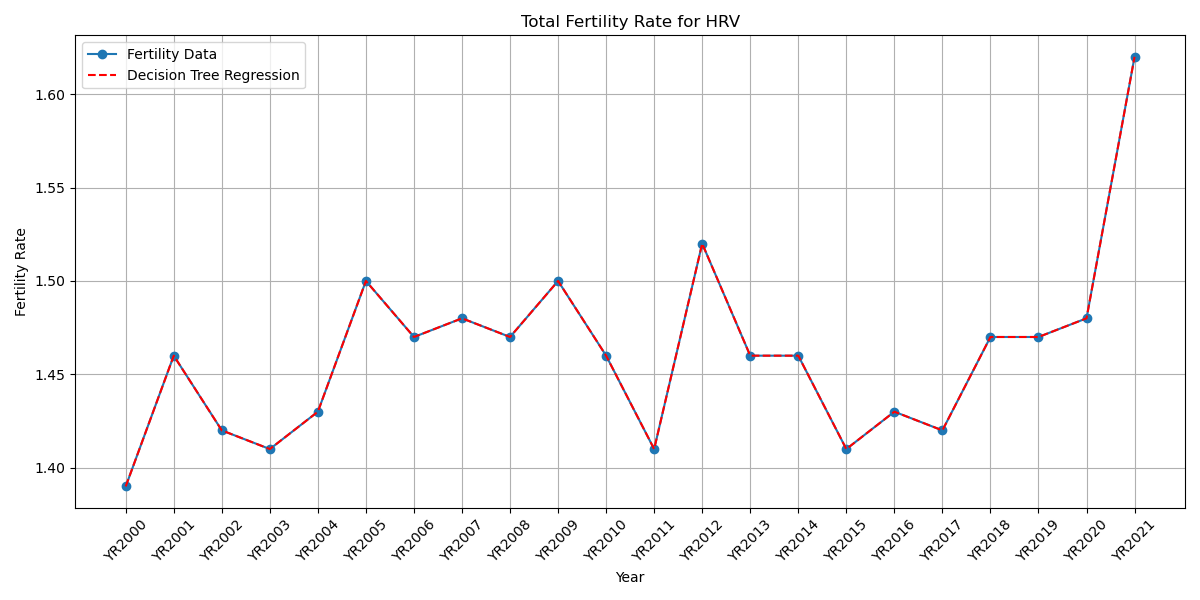 Total Fertility Rate for HRV
Fertility Data
Decision Tree Regression
Fertility Rate
1.60
1.55
1.50
1.45
1.40
YR2000
YR2001
YR2002
YR2003
YR2004
YR2005
YR2006
YR2007
YR2008
YR2009
YR2010
YR2011
YR2012
YR2013
YR2014
YR2015
YR2016
YR2017
YR2018
YR2019
YR2020
YR2021
Year